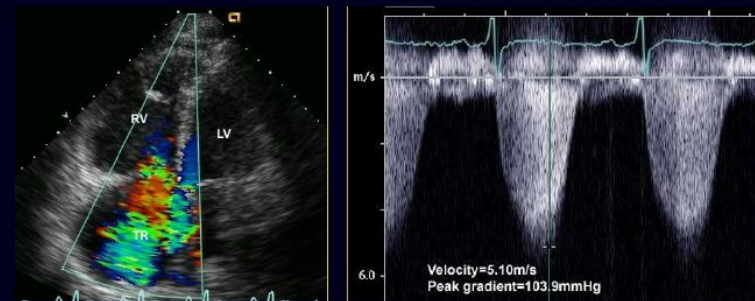 RV
LV
TR
m/s
6.0
Velocity=5.10m/s
Peak gradient=103.9mmHg